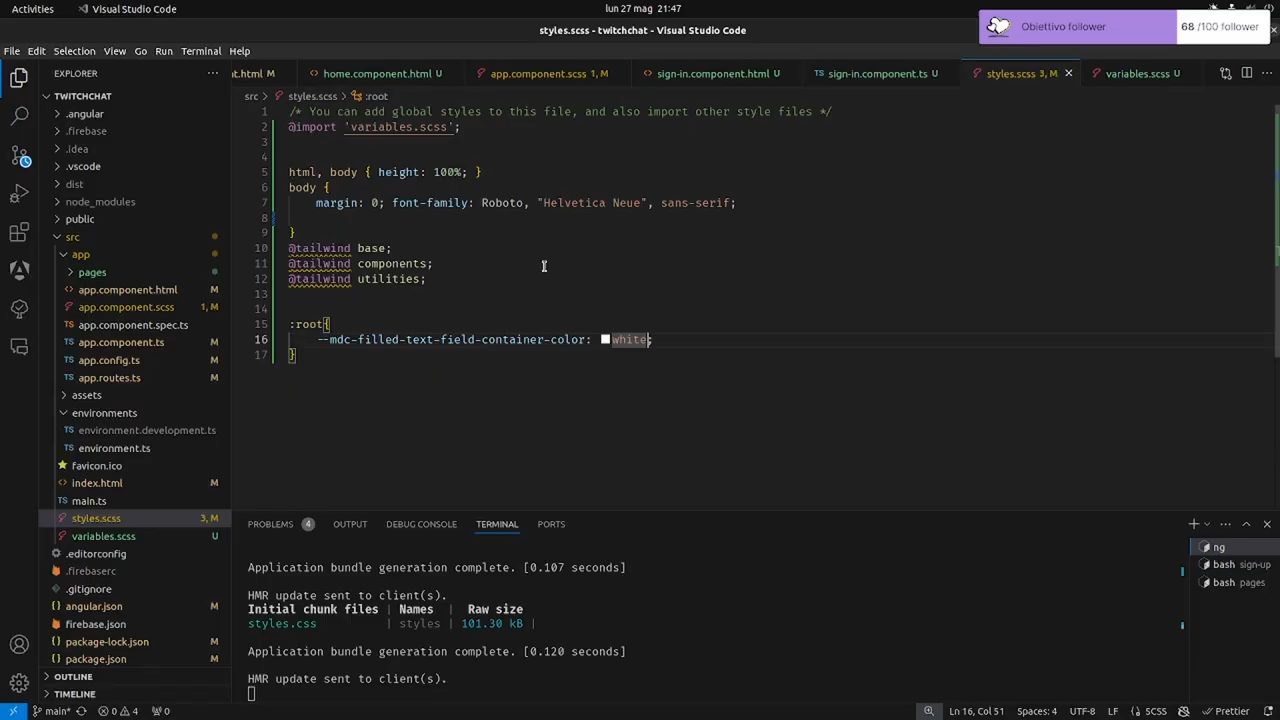 Activities
Visual Studio Code
lun 27 mag 21:47
styles.scss - twitchchat - Visual Studio Code
Obiettivo follower
68 /100 follower
File Edit Selection View Go Run Terminal Help
EXPLORER
nt.html M
home.component.html U
app.component.scss 1, M
sign-in.component.html U
sign-in.component.ts U
styles.scss 3, M
variables.scss U
src > styles.scss > :root
TWITCHCHAT
.angular
.firebase
.idea
.vscode
dist
node_modules
public
src
app
pages
app.component.html M
app.component.scss 1, M
app.component.spec.ts
app.component.ts M
app.config.ts M
app.routes.ts M
assets
environments
environment.development.ts
environment.ts
favicon.ico
index.html M
main.ts
styles.scss 3, M
variables.scss U
.editorconfig
.firebaserc
.gitignore
angular.json M
firebase.json
package-lock.json M
package.json M
OUTLINE
TIMELINE
1 /* You can add global styles to this file, and also import other style files */
2 @import 'variables.scss';
3
4
5 html, body { height: 100%; }
6 body {
7 margin: 0; font-family: Roboto, "Helvetica Neue", sans-serif;
8
9 }
10 @tailwind base;
11 @tailwind components;
12 @tailwind utilities;
13
14
15 :root{
16 --mdc-filled-text-field-container-color: white;
17 }
PROBLEMS 4 OUTPUT DEBUG CONSOLE TERMINAL PORTS
Application bundle generation complete. [0.107 seconds]
HMR update sent to client(s).
Initial chunk files | Names | Raw size
styles.css | styles | 101.30 kB |
Application bundle generation complete. [0.120 seconds]
HMR update sent to client(s).
ng
bash sign-up
bash pages
main* 0 4 0
Ln 16, Col 51 Spaces: 4 UTF-8 LF SCSS Prettier